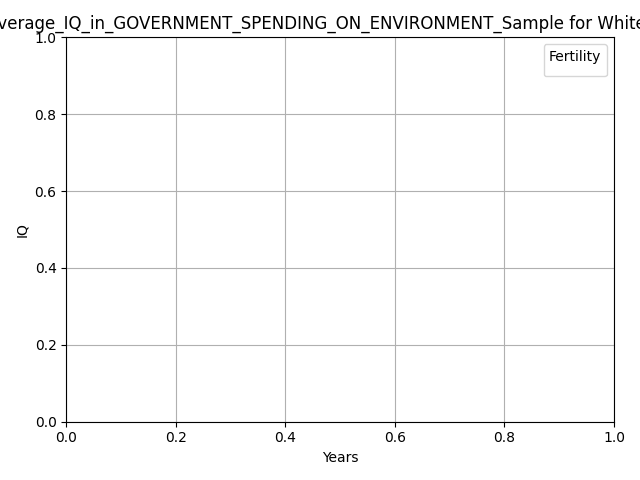 verage_IQ_in_GOVERNMENT_SPENDING_ON_ENVIRONMENT_Sample for White
Fertility
1.0
0.8
0.6
0.4
0.2
0.0
IQ
0.0 0.2 0.4 0.6 0.8 1.0
Years